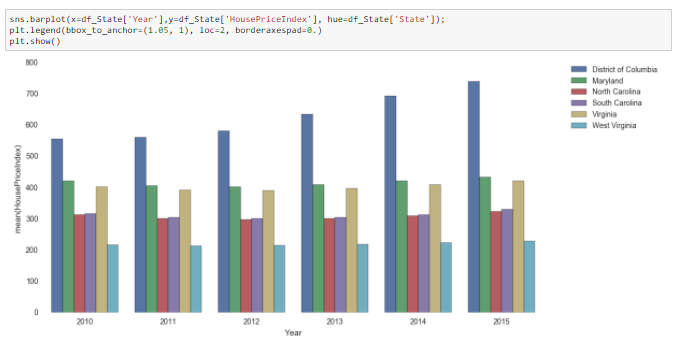 sns.barplot(x=df_State['Year'],y=df_State['HousePriceIndex'], hue=df_State['State']);
plt.legend(bbox_to_anchor=(1.05, 1), loc=2, borderaxespad=0.)
plt.show()
800
700
600
500
400
300
200
100
0
mean(HousePriceIndex)
2010 2011 2012 2013 2014 2015
Year
District of Columbia
Maryland
North Carolina
South Carolina
Virginia
West Virginia